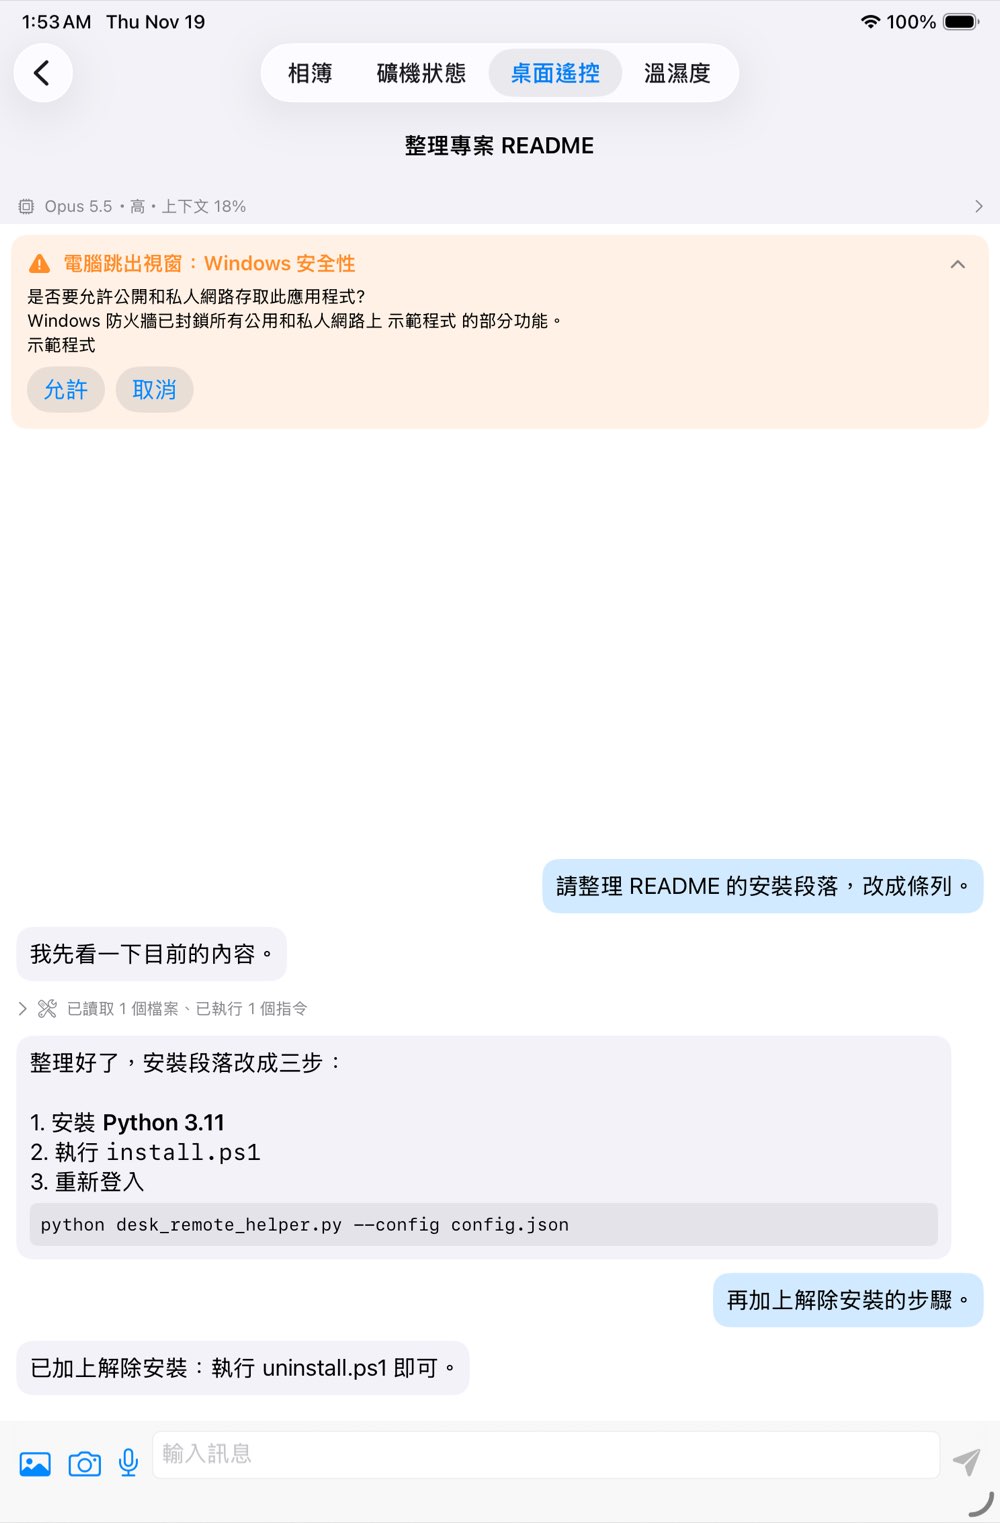 1:53 AM Thu Nov 19
100%
相簿 礦機狀態 桌面遙控 溫濕度
整理專案 README
Opus 5.5・高・上下文 18%
電腦跳出視窗：Windows 安全性
是否要允許公開和私人網路存取此應用程式?
Windows 防火牆已封鎖所有公用和私人網路上 示範程式 的部分功能。
示範程式
允許 取消
請整理 README 的安裝段落，改成條列。
我先看一下目前的內容。
已讀取 1 個檔案、已執行 1 個指令
整理好了，安裝段落改成三步：
1. 安裝 Python 3.11
2. 執行 install.ps1
3. 重新登入
python desk_remote_helper.py --config config.json
再加上解除安裝的步驟。
已加上解除安裝：執行 uninstall.ps1 即可。
輸入訊息